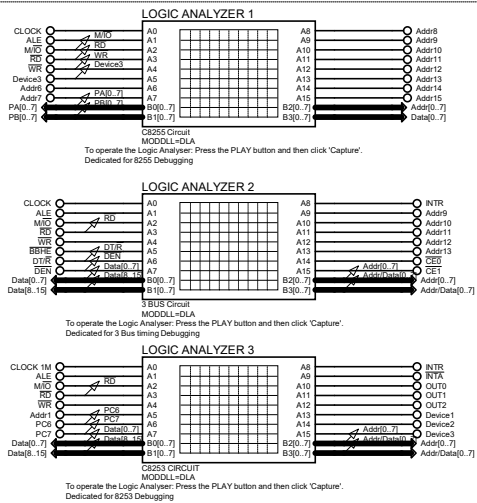 LOGIC ANALYZER 1
CLOCK A0 A8 Addr8
ALE M/IO A1 A9 Addr9
M/IO RD A2 A10 Addr10
RD WR A3 A11 Addr11
WR Device3 A4 A12 Addr12
Device3 A5 A13 Addr13
Addr6 A6 A14 Addr14
Addr7 PA[0..7] A7 A15 Addr15
PA[0..7] PB[0..7] B0[0..7] B2[0..7] Addr[0..7]
PB[0..7] B1[0..7] B3[0..7] Data[0..7]
C8255 Circuit
MODDLL=DLA
To operate the Logic Analyser: Press the PLAY button and then click 'Capture'.
Dedicated for 8255 Debugging
LOGIC ANALYZER 2
CLOCK A0 A8 INTR
ALE A1 A9 Addr9
M/IO RD A2 A10 Addr10
RD A3 A11 Addr11
WR A4 A12 Addr12
BBHE DT/R A5 A13 Addr13
DT/R DEN A6 A14 CE0
DEN Data[0..7] A7 A15 Addr[0..7] CE1
Data[0..7] Data[8..15] B0[0..7] B2[0..7] Addr/Data[0..7] Addr[0..7]
Data[8..15] B1[0..7] B3[0..7] Addr/Data[0..7]
3 BUS Circuit
MODDLL=DLA
To operate the Logic Analyser: Press the PLAY button and then click 'Capture'.
Dedicated for 3 Bus timing Debugging
LOGIC ANALYZER 3
CLOCK 1M A0 A8 INTR
ALE A1 A9 INTA
M/IO RD A2 A10 OUT0
RD A3 A11 OUT1
WR A4 A12 OUT2
Addr1 PC6 A5 A13 Device1
PC6 PC7 A6 A14 Device2
PC7 Data[0..7] A7 A15 Addr[0..7] Device3
Data[0..7] Data[8..15] B0[0..7] B2[0..7] Addr/Data[0..7] Addr[0..7]
Data[8..15] B1[0..7] B3[0..7] Addr/Data[0..7]
C8253 CIRCUIT
MODDLL=DLA
To operate the Logic Analyser: Press the PLAY button and then click 'Capture'.
Dedicated for 8253 Debugging